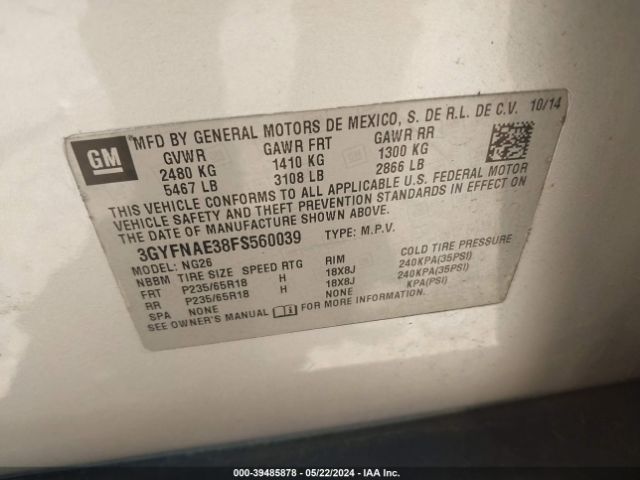 MFD BY GENERAL MOTORS DE MEXICO, S. DE R.L. DE C.V. 10/14
GM
GVWR GAWR FRT GAWR RR
2480 KG 1410 KG 1300 KG
5467 LB 3108 LB 2866 LB
THIS VEHICLE CONFORMS TO ALL APPLICABLE U.S. FEDERAL MOTOR
VEHICLE SAFETY AND THEFT PREVENTION STANDARDS IN EFFECT ON
THE DATE OF MANUFACTURE SHOWN ABOVE.
3GYFNAE38FS560039 TYPE: M.P.V.
MODEL: NG26
NBBM TIRE SIZE SPEED RTG RIM COLD TIRE PRESSURE
FRT P235/65R18 H 18X8J 240KPA(35PSI)
RR P235/65R18 H 18X8J 240KPA(35PSI)
SPA NONE NONE KPA(PSI)
SEE OWNER'S MANUAL FOR MORE INFORMATION.
000-39485878 - 05/22/2024 - IAA Inc.